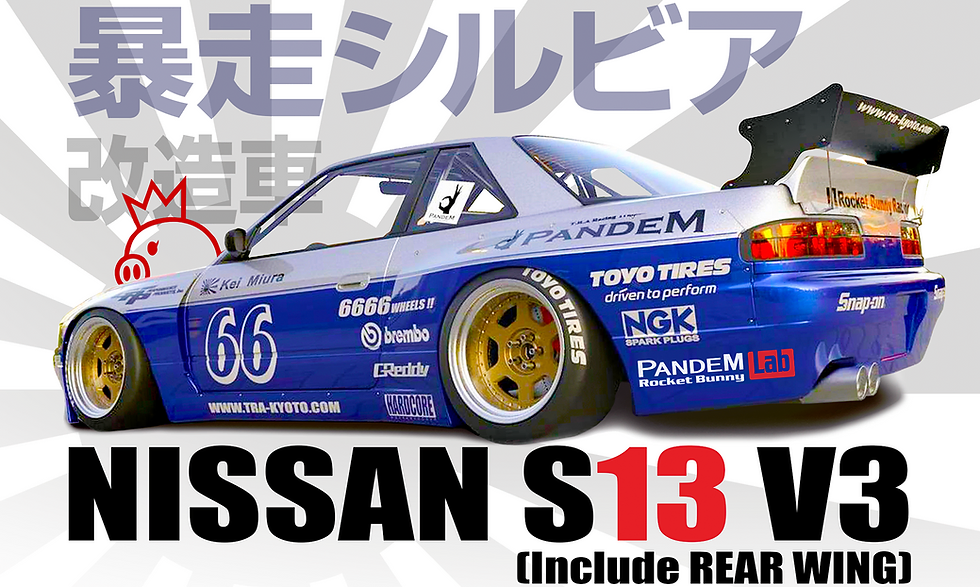 暴走シルビア
改造車
www.tra-kyoto.com
Rocket Bunny Racing
PANDEM
PANDEM
TOYO TIRES
TOYO TIRES
driven to perform
Kei Miura
6666 WHEELS !!
66
brembo
NGK
SPARK PLUGS
Snap-on
GReddy
PANDEM Lab
Rocket Bunny
WWW.TRA-KYOTO.COM
HARDCORE
NISSAN S13 V3
(Include REAR WING)